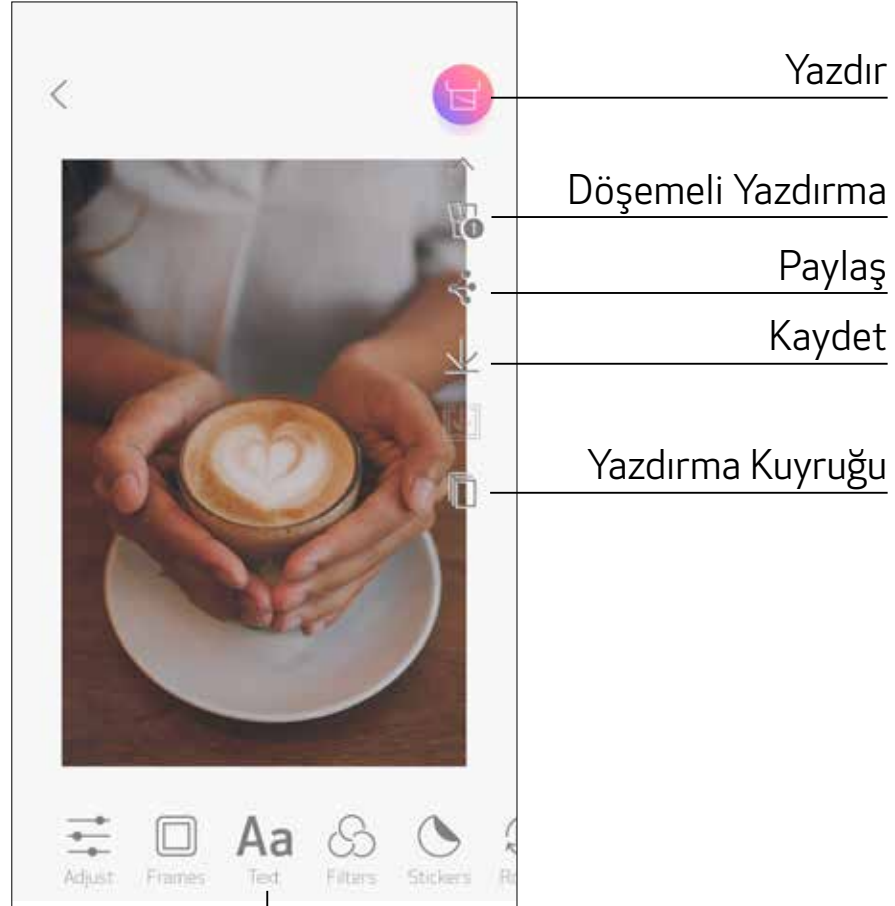 Yazdır
Döşemeli Yazdırma
Paylaş
Kaydet
Yazdırma Kuyruğu
Aa
Adjust Frames Text Filters Stickers